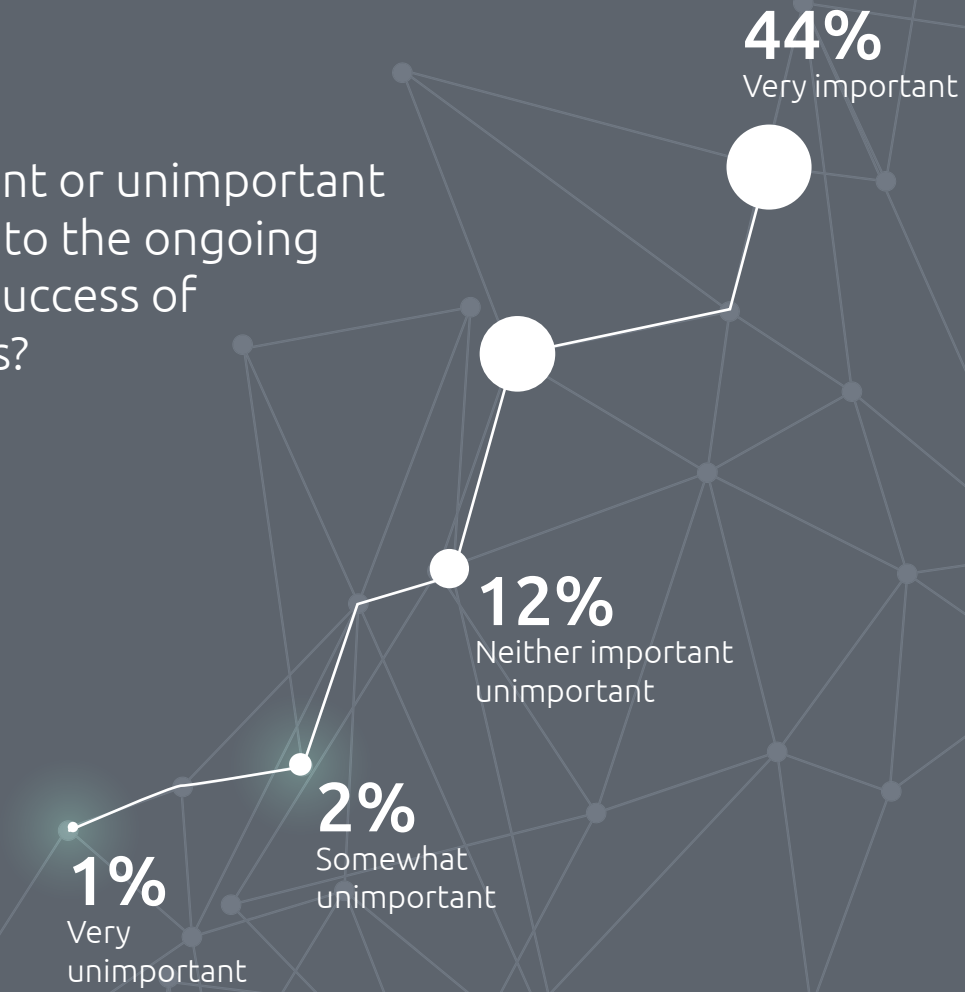 44%
Very important
nt or unimportant
to the ongoing
uccess of
s?
12%
Neither important
unimportant
2%
Somewhat
unimportant
1%
Very
unimportant